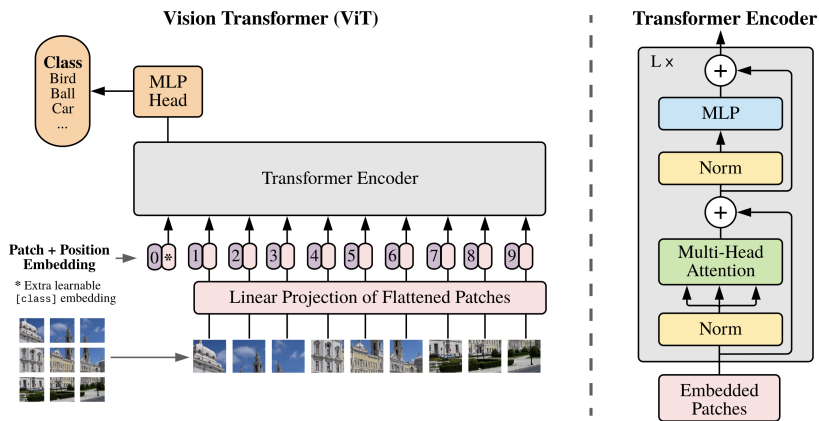 Vision Transformer (ViT)
Class
Bird
Ball
Car
...
MLP
Head
Transformer Encoder
Patch + Position
Embedding
0 * 1 2 3 4 5 6 7 8 9
* Extra learnable
[class] embedding
Linear Projection of Flattened Patches
Transformer Encoder
L ×
+
MLP
Norm
+
Multi-Head
Attention
Norm
Embedded
Patches